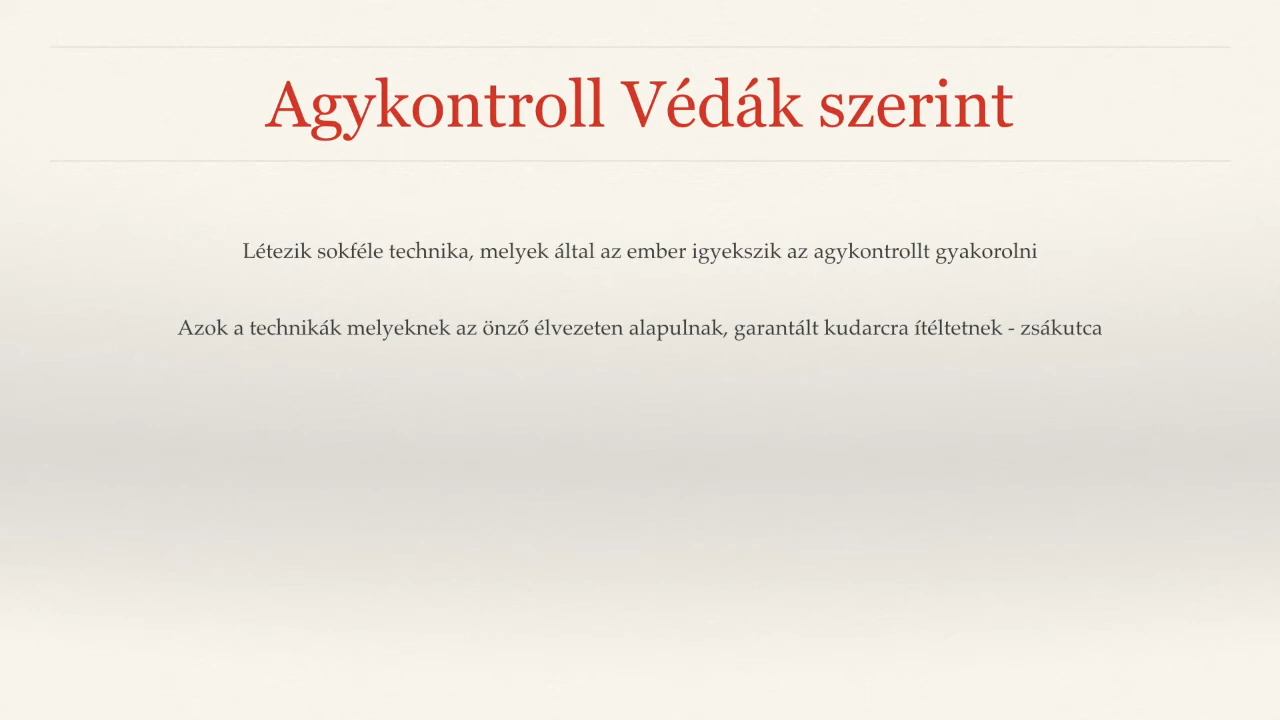 Agykontroll Védák szerint
Létezik sokféle technika, melyek által az ember igyekszik az agykontrollt gyakorolni
Azok a technikák melyeknek az önző élvezeten alapulnak, garantált kudarcra ítéltetnek - zsákutca